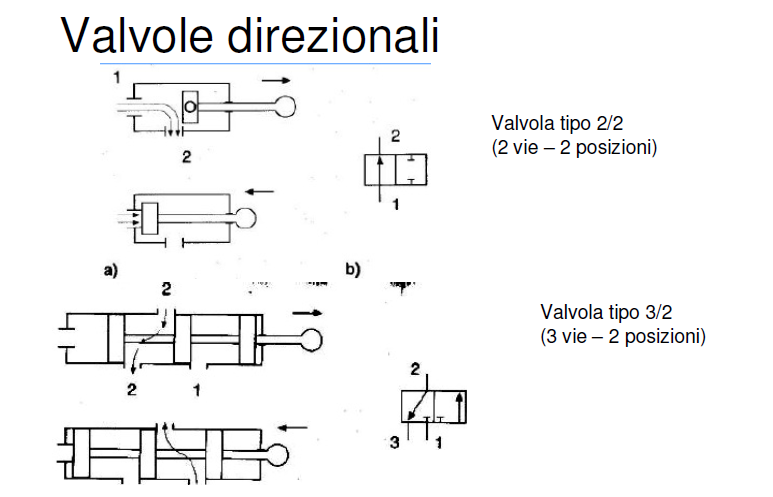 Valvole direzionali
1
2
2
1
Valvola tipo 2/2
(2 vie – 2 posizioni)
a)
b)
2
2
1
Valvola tipo 3/2
(3 vie – 2 posizioni)
2
3
1